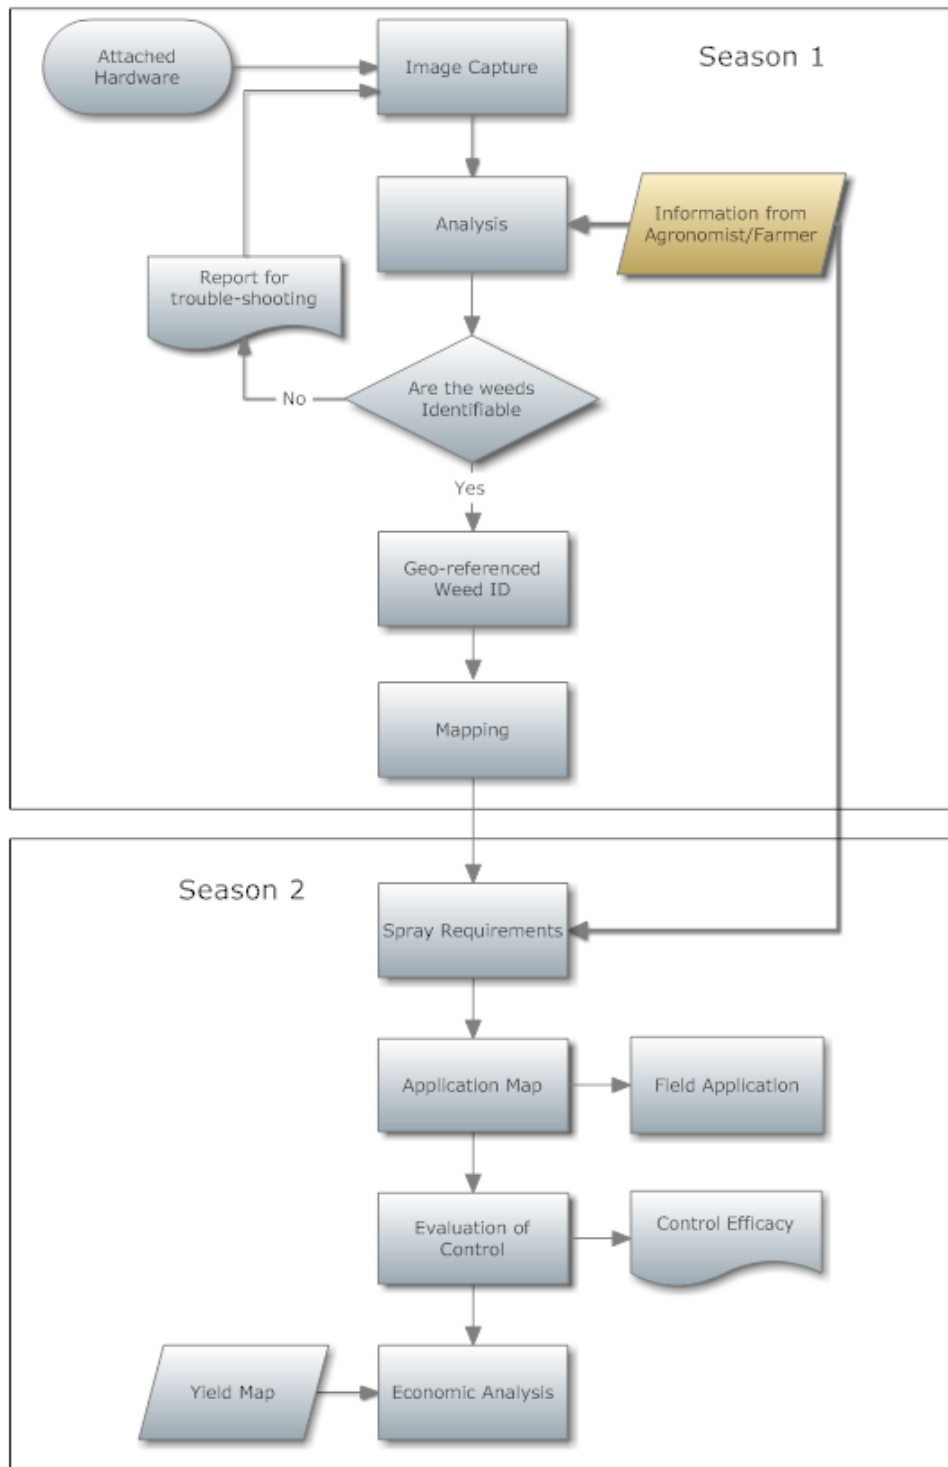 Season 1
Attached
Hardware
Image Capture
Analysis
Information from
Agronomist/Farmer
Report for
trouble-shooting
Are the weeds
Identifiable
No
Yes
Geo-referenced
Weed ID
Mapping
Season 2
Spray Requirements
Application Map
Field Application
Evaluation of
Control
Control Efficacy
Yield Map
Economic Analysis